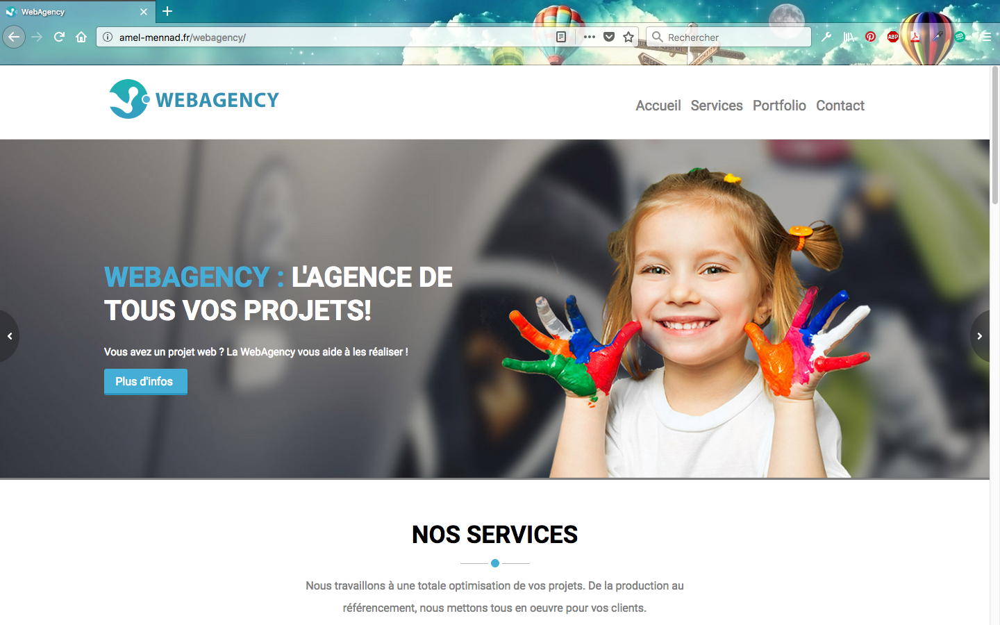 WebAgency
amel-mennad.fr/webagency/
Rechercher
ABP
WEBAGENCY
Accueil Services Portfolio Contact
WEBAGENCY : L'AGENCE DE
TOUS VOS PROJETS!
Vous avez un projet web ? La WebAgency vous aide à les réaliser !
Plus d'infos
NOS SERVICES
Nous travaillons à une totale optimisation de vos projets. De la production au
référencement, nous mettons tous en oeuvre pour vos clients.